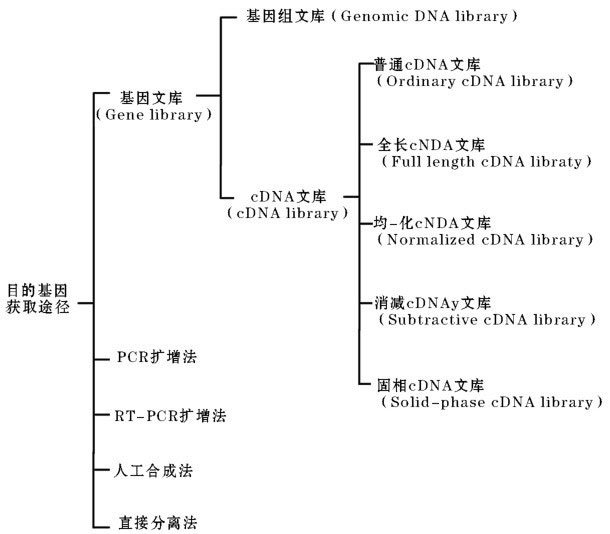 基因组文库(Genomic DNA library)
普通cDNA文库
(Ordinary cDNA library)
基因文库
(Gene library)
全长cNDA文库
(Full length cDNA libraty)
cDNA文库
(cDNA library)
均-化cNDA文库
(Normalized cDNA library)
目的基因
获取途径
消减cDNAy文库
(Subtractive cDNA library)
PCR扩增法
固相cDNA文库
(Solid-phase cDNA library)
RT-PCR扩增法
人工合成法
直接分离法